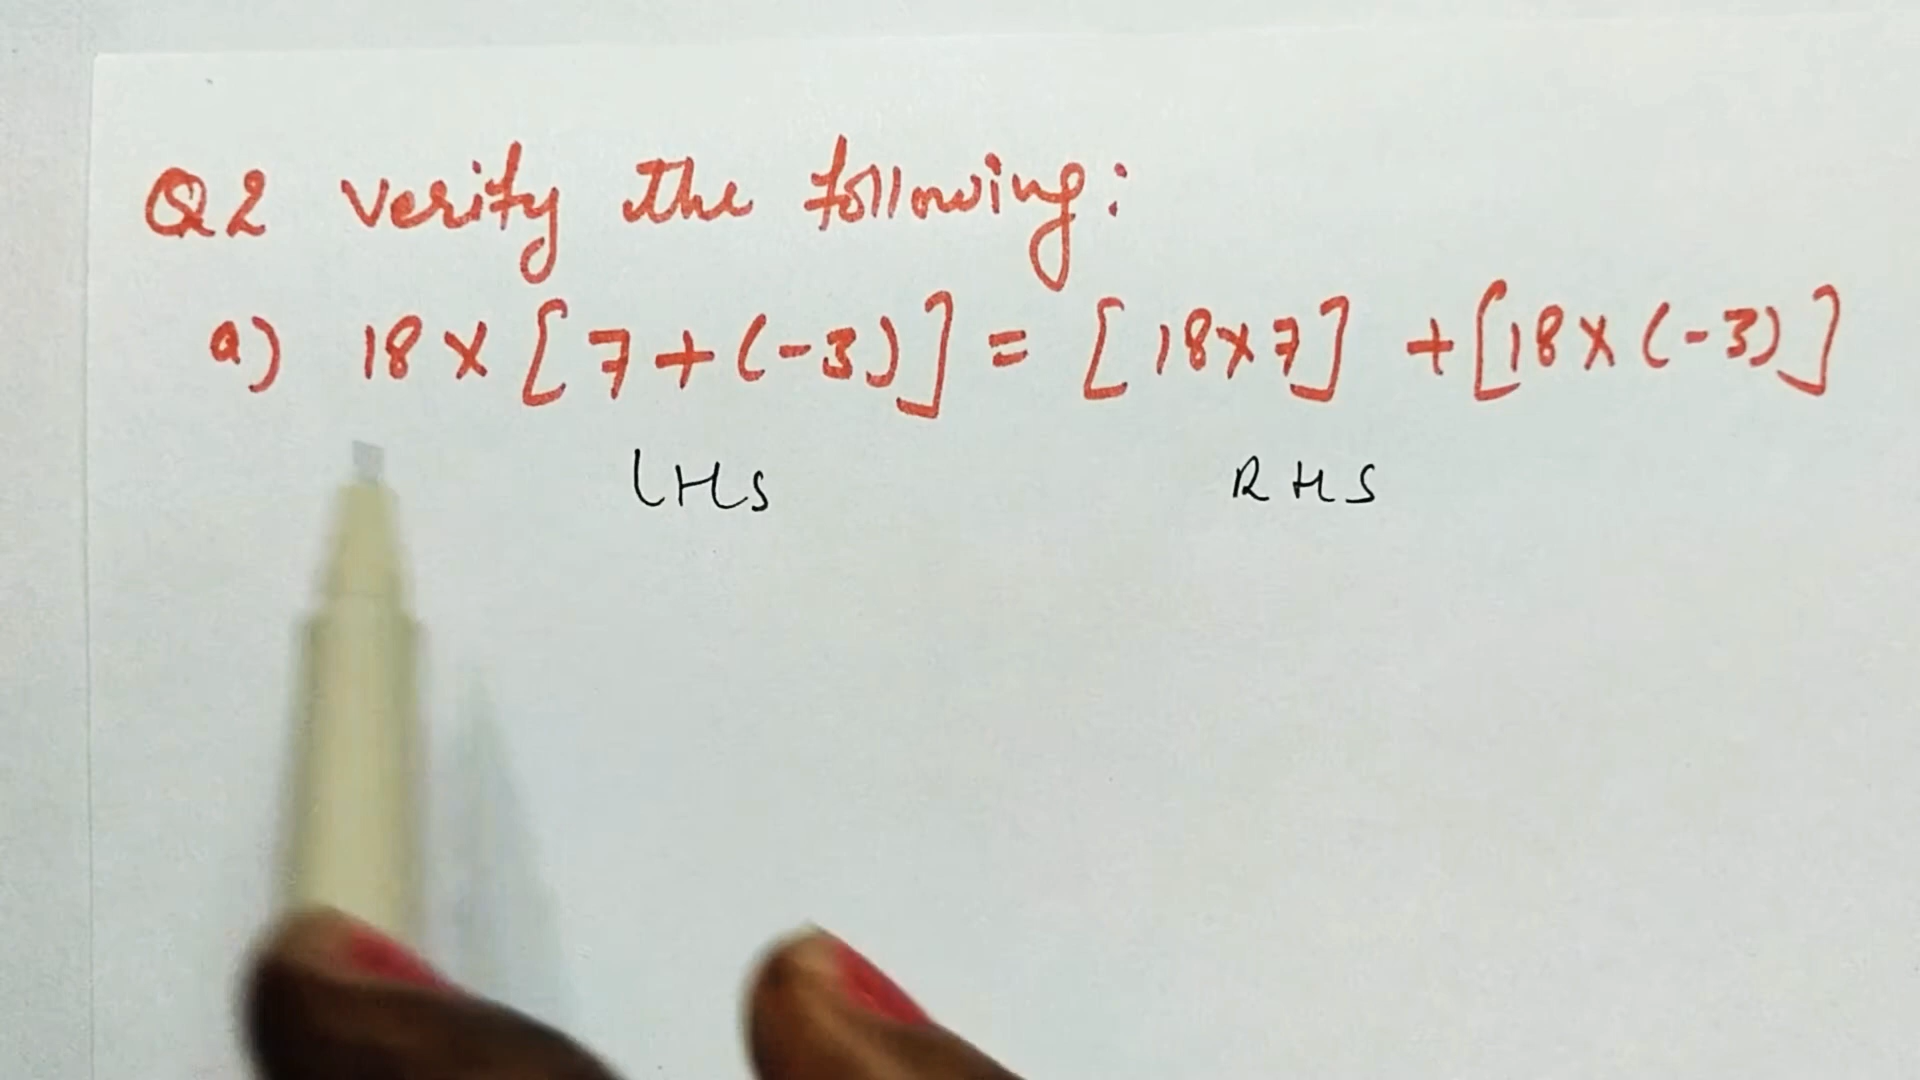 Q2 verify the following:
a) 18 × [7 + (-3)] = [18×7] + [18 × (-3)]
LHS RHS